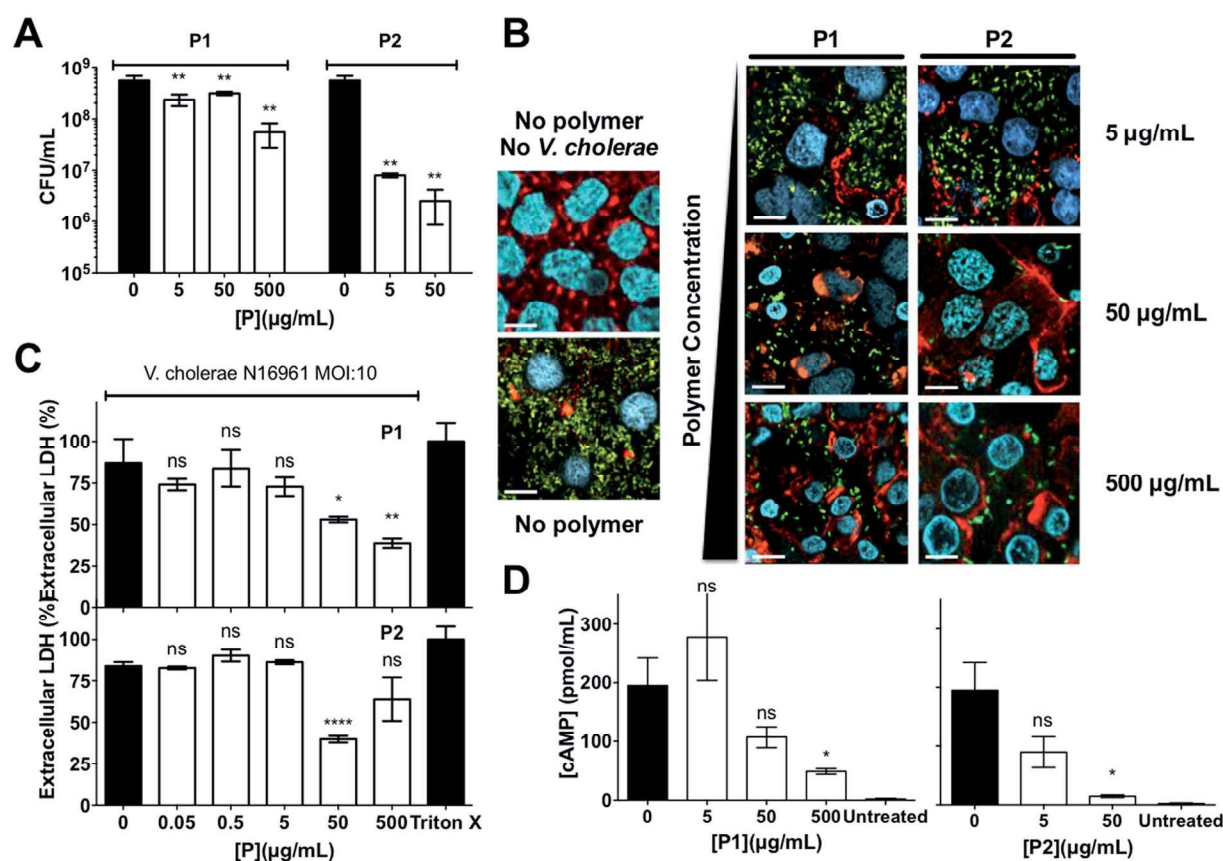 A
P1
P2
CFU/mL
10⁹
10⁸
10⁷
10⁶
10⁵
** ** **
** **
0 5 50 500 0 5 50
[P](µg/mL)
B
No polymer
No V. cholerae
No polymer
Polymer Concentration
P1
P2
5 µg/mL
50 µg/mL
500 µg/mL
C
V. cholerae N16961 MOI:10
Extracellular LDH (%)
100
75
50
25
0
P1
ns ns ns * **
Extracellular LDH (%)
100
75
50
25
0
P2
ns ns ns **** ns
0 0.05 0.5 5 50 500 Triton X
[P](µg/mL)
D
[cAMP] (pmol/mL)
300
200
100
0
ns ns *
0 5 50 500 Untreated
[P1](µg/mL)
ns *
0 5 50 Untreated
[P2](µg/mL)